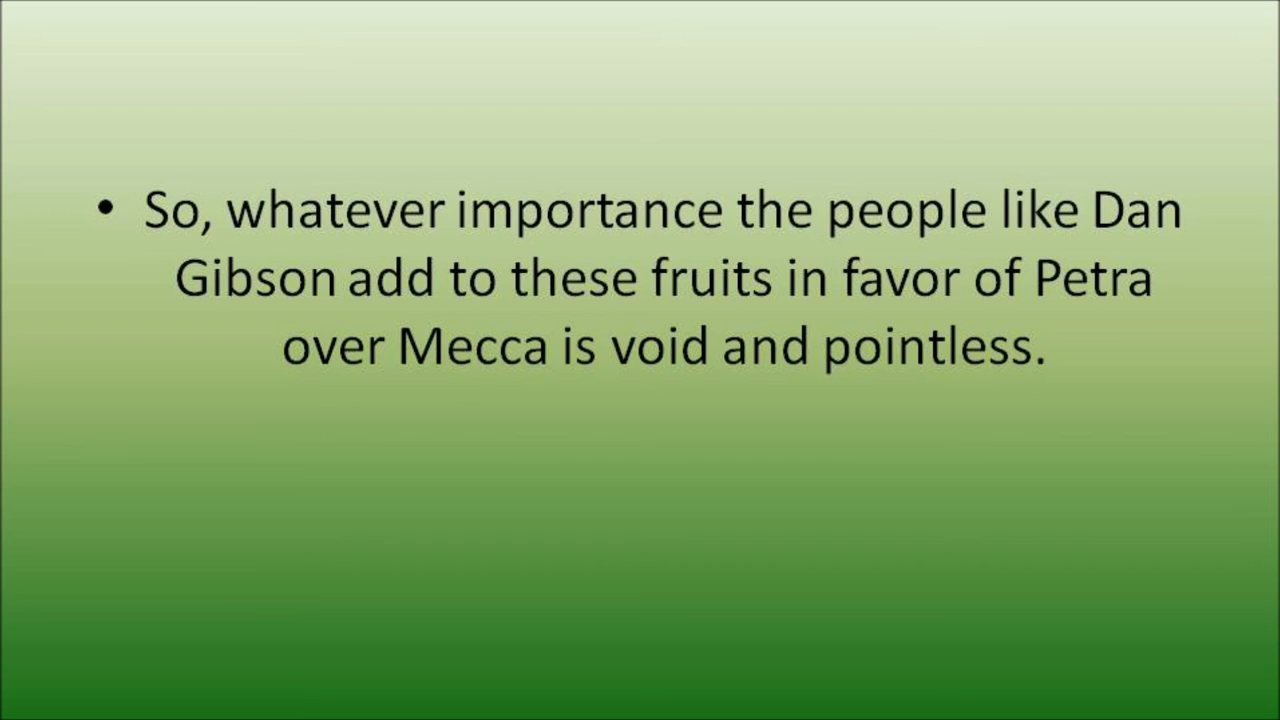 • So, whatever importance the people like Dan
Gibson add to these fruits in favor of Petra
over Mecca is void and pointless.